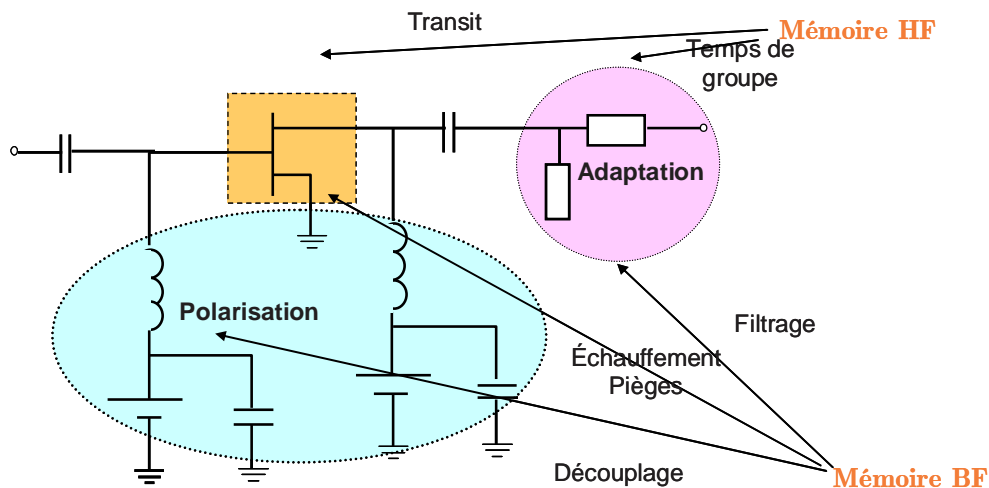 Transit
Mémoire HF
Temps de
groupe
Adaptation
Polarisation
Filtrage
Échauffement
Pièges
Découplage
Mémoire BF